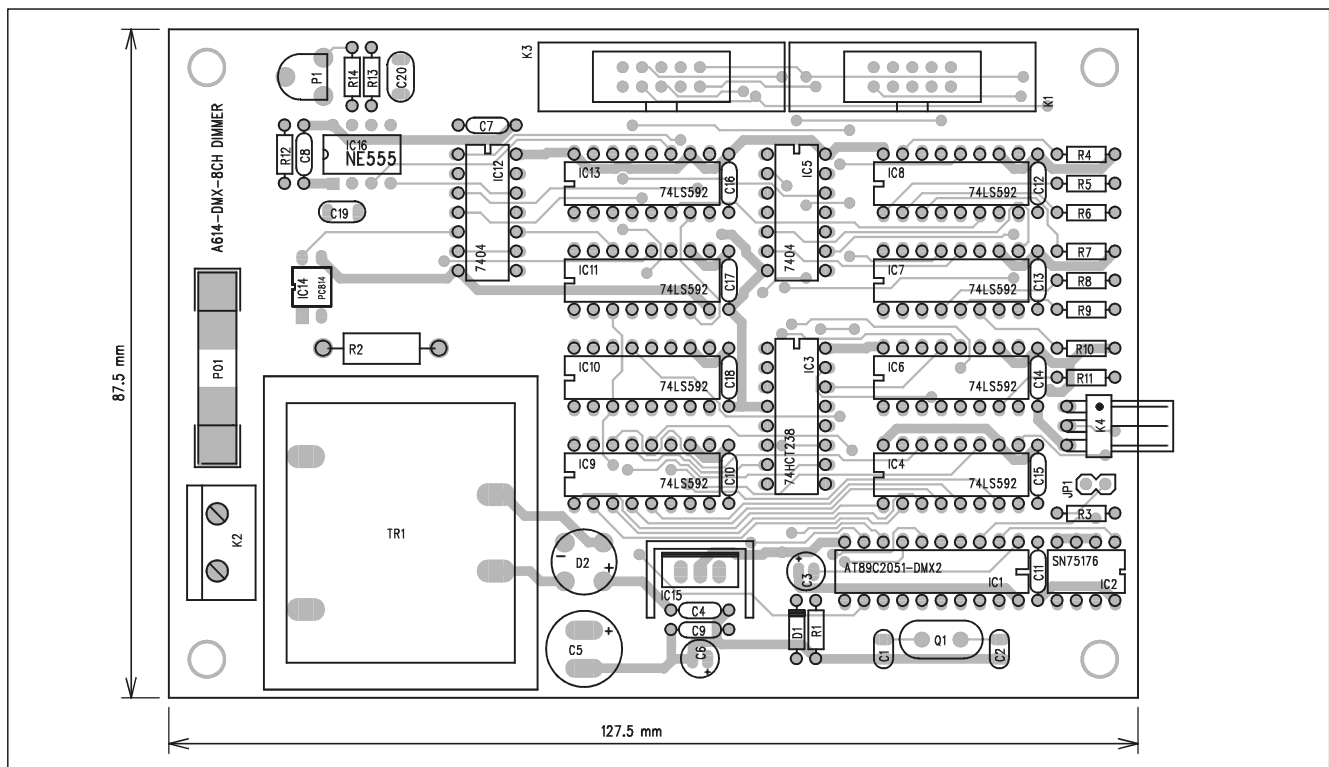 K3
K1
P1
R14
R13
C20
C7
R12
C8
IC16
NE555
C19
IC12
7404
IC13
74LS592
C16
IC5
7404
IC8
74LS592
C12
R4
R5
R6
A614-DMX-8CH DIMMER
IC14
PC814
IC11
74LS592
C17
IC7
74LS592
C13
R7
R8
R9
87.5 mm
P01
R2
IC10
74LS592
C18
IC3
74HCT238
IC6
74LS592
C14
R10
R11
K4
IC9
74LS592
C10
IC4
74LS592
C15
JP1
R3
K2
TR1
-
D2
+
IC15
+
C3
AT89C2051-DMX2
IC1
C11
SN75176
IC2
C4
C9
C5
+
C6
+
D1
R1
C1
Q1
C2
127.5 mm